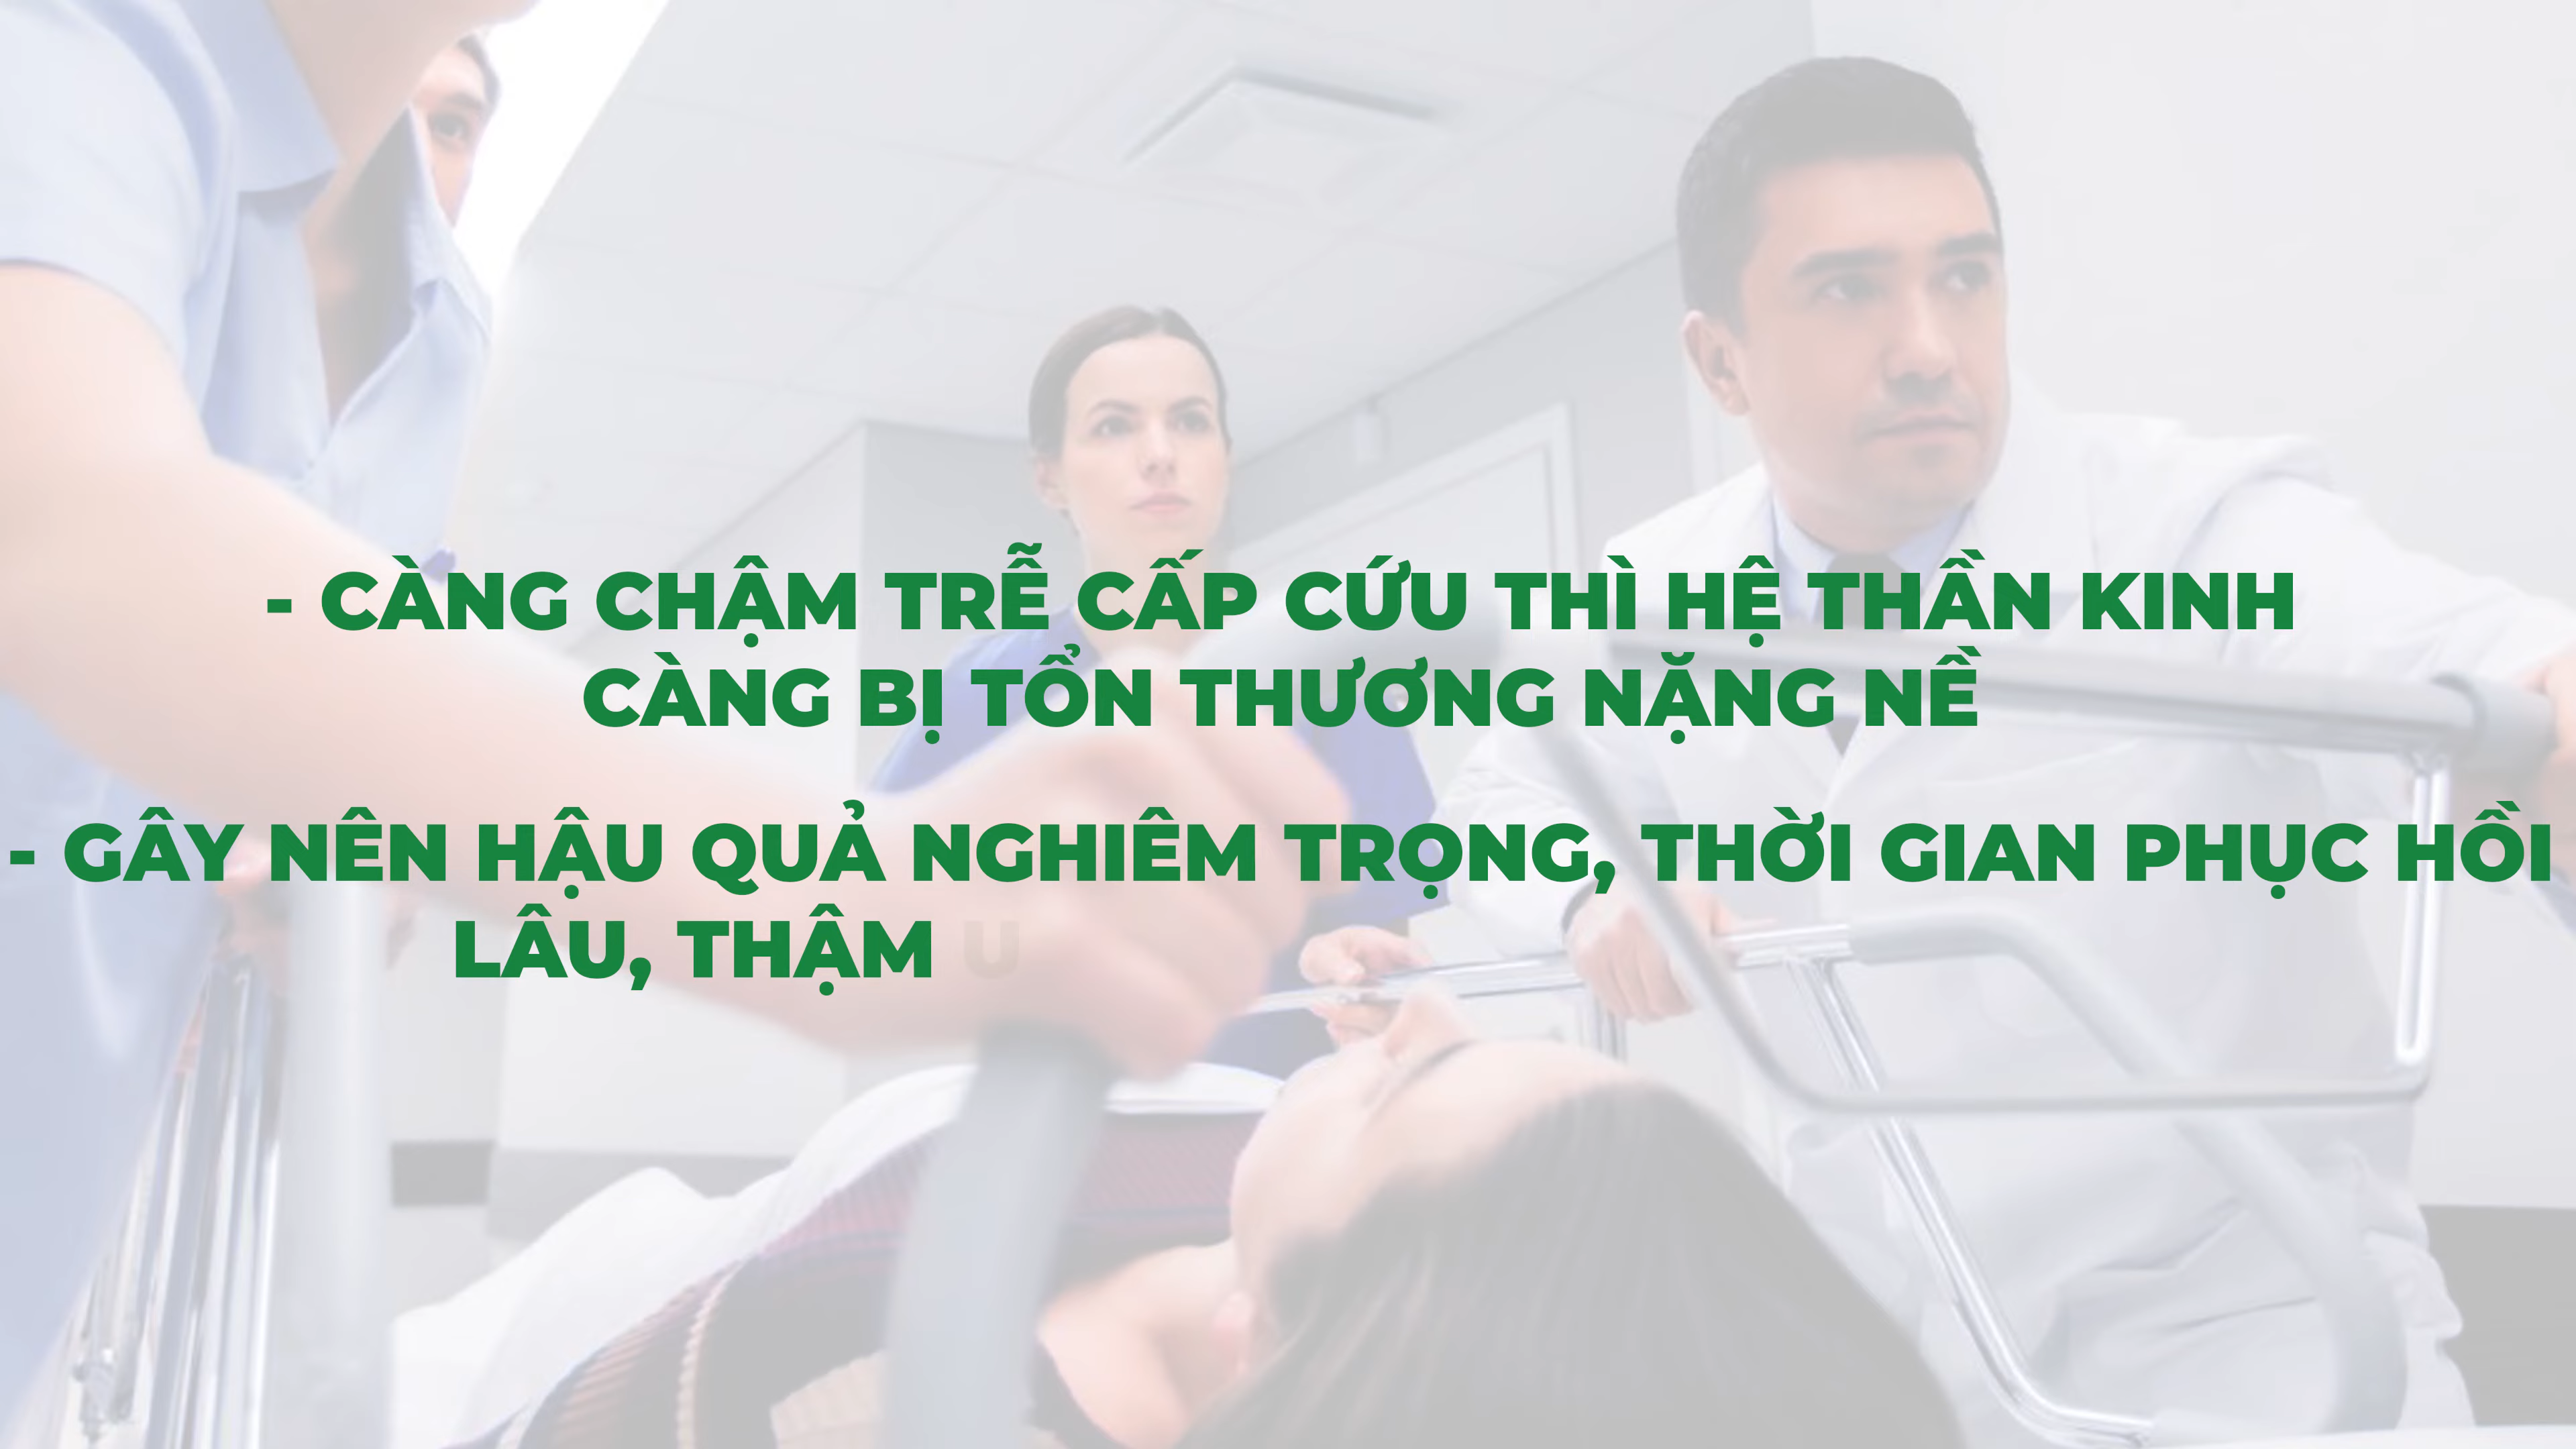 - CÀNG CHẬM TRỄ CẤP CỨU THÌ HỆ THẦN KINH
CÀNG BỊ TỔN THƯƠNG NẶNG NỀ
- GÂY NÊN HẬU QUẢ NGHIÊM TRỌNG, THỜI GIAN PHỤC HỒI
LÂU, THẬM U